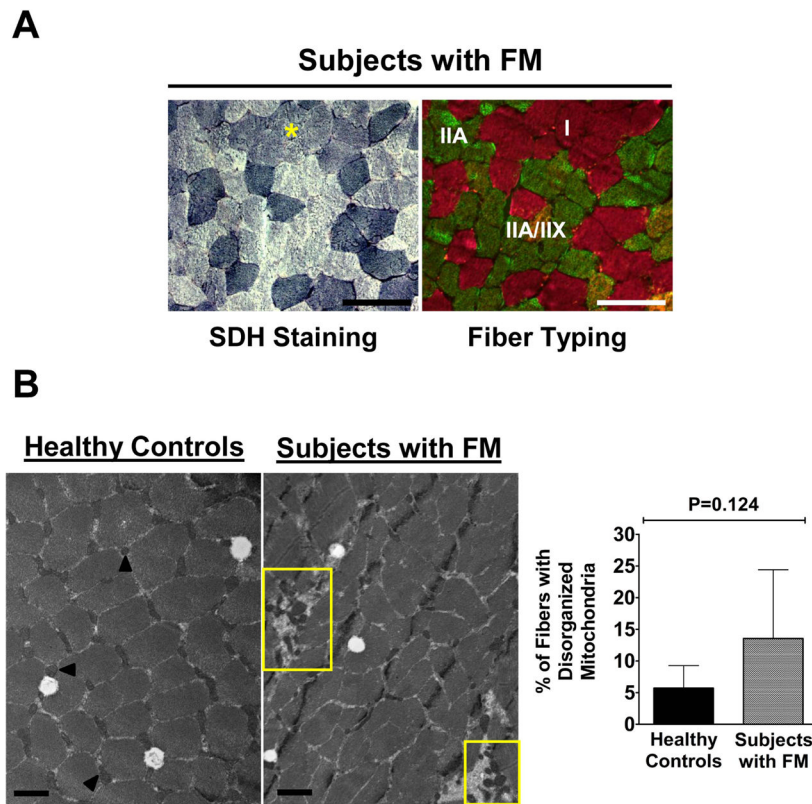 A
Subjects with FM
*
IIA
I
IIA/IIX
SDH Staining
Fiber Typing
B
Healthy Controls
Subjects with FM
P=0.124
% of Fibers with
Disorganized
Mitochondria
30
25
20
15
10
5
0
Healthy
Controls
Subjects
with FM